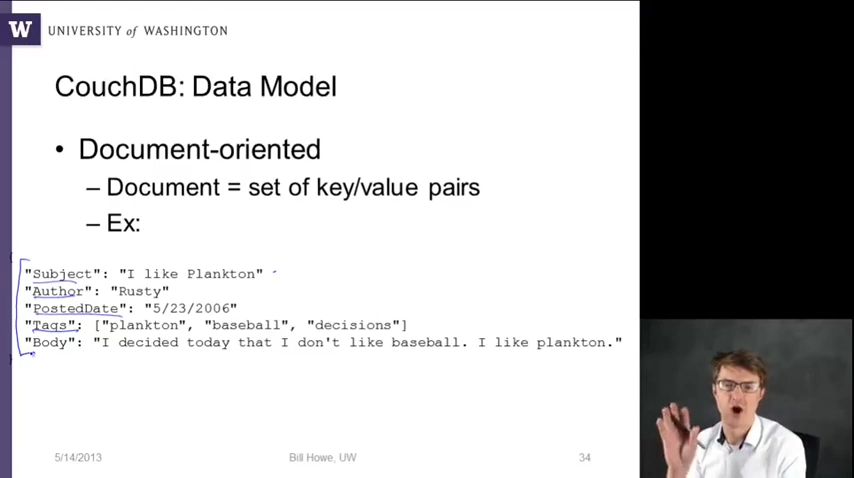 W UNIVERSITY of WASHINGTON
CouchDB: Data Model
• Document-oriented
– Document = set of key/value pairs
– Ex:
{
"Subject": "I like Plankton"
"Author": "Rusty"
"PostedDate": "5/23/2006"
"Tags": ["plankton", "baseball", "decisions"]
"Body": "I decided today that I don't like baseball. I like plankton."
}
5/14/2013 Bill Howe, UW 34